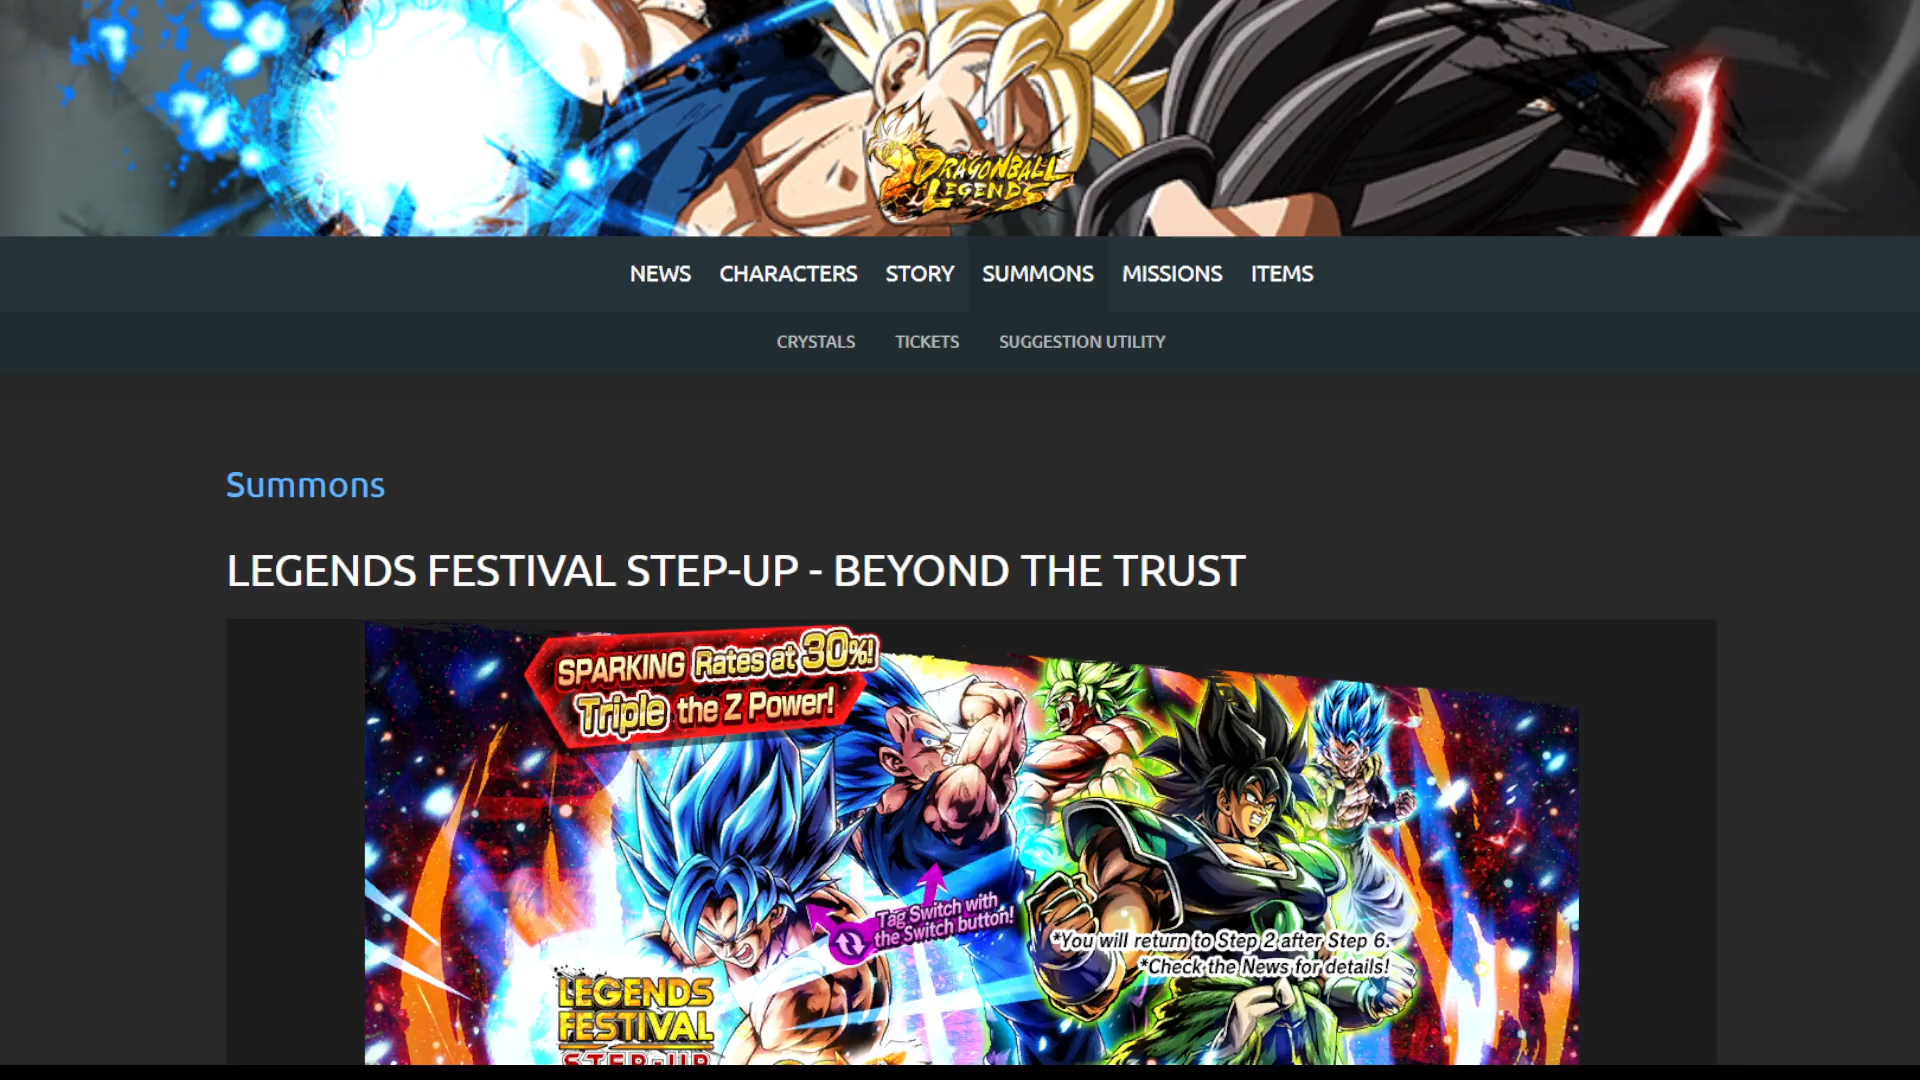 DRAGONBALL
LEGENDS
NEWS CHARACTERS STORY SUMMONS MISSIONS ITEMS
CRYSTALS TICKETS SUGGESTION UTILITY
Summons
LEGENDS FESTIVAL STEP-UP - BEYOND THE TRUST
SPARKING Rates at 30%!
Triple the Z Power!
Tag Switch with
the Switch button!
*You will return to Step 2 after Step 6.
*Check the News for details!
LEGENDS
FESTIVAL
STEP-UP